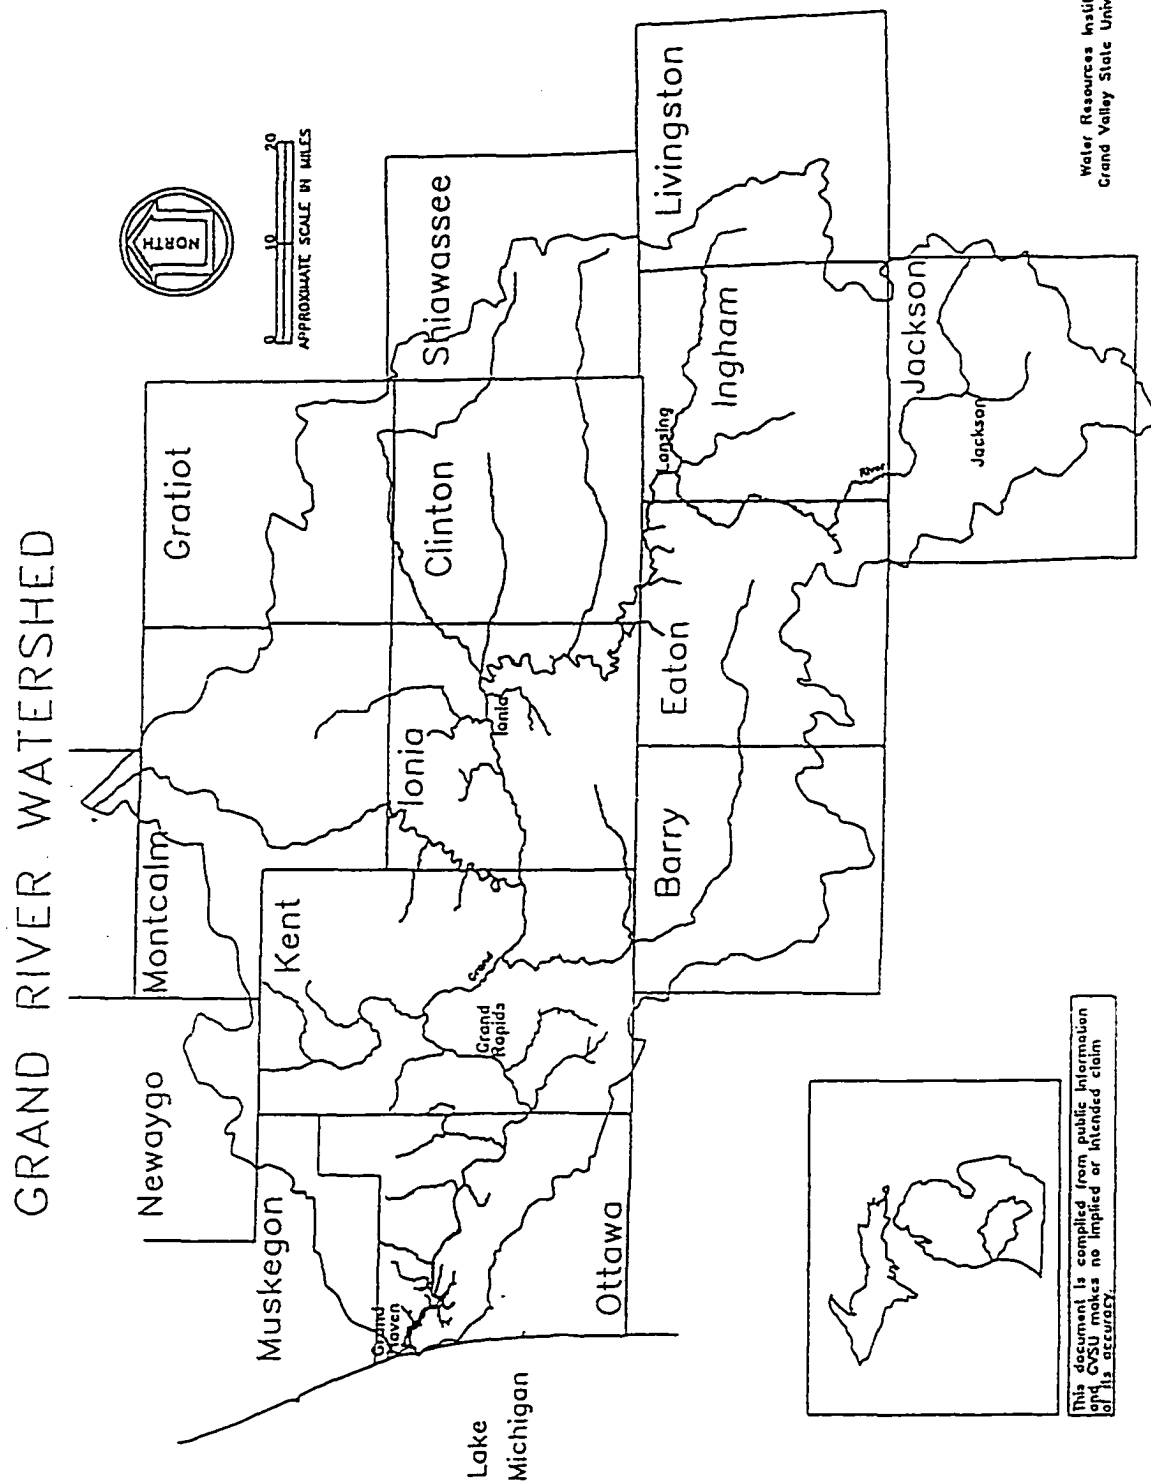 GRAND RIVER WATERSHED
NORTH
0 10 20
APPROXIMATE SCALE IN MILES
Newaygo
Montcalm
Gratiot
Muskegon
Kent
Ionia
Clinton
Shiawassee
Grand
Haven
Grand
Rapids
Grand
Ionia
Lansing
Ottawa
Barry
Eaton
Ingham
Livingston
River
Jackson
Jackson
Lake
Michigan
This document is compiled from public information
and GVSU makes no implied or intended claim
of its accuracy.
Water Resources Instit
Grand Valley State Univ